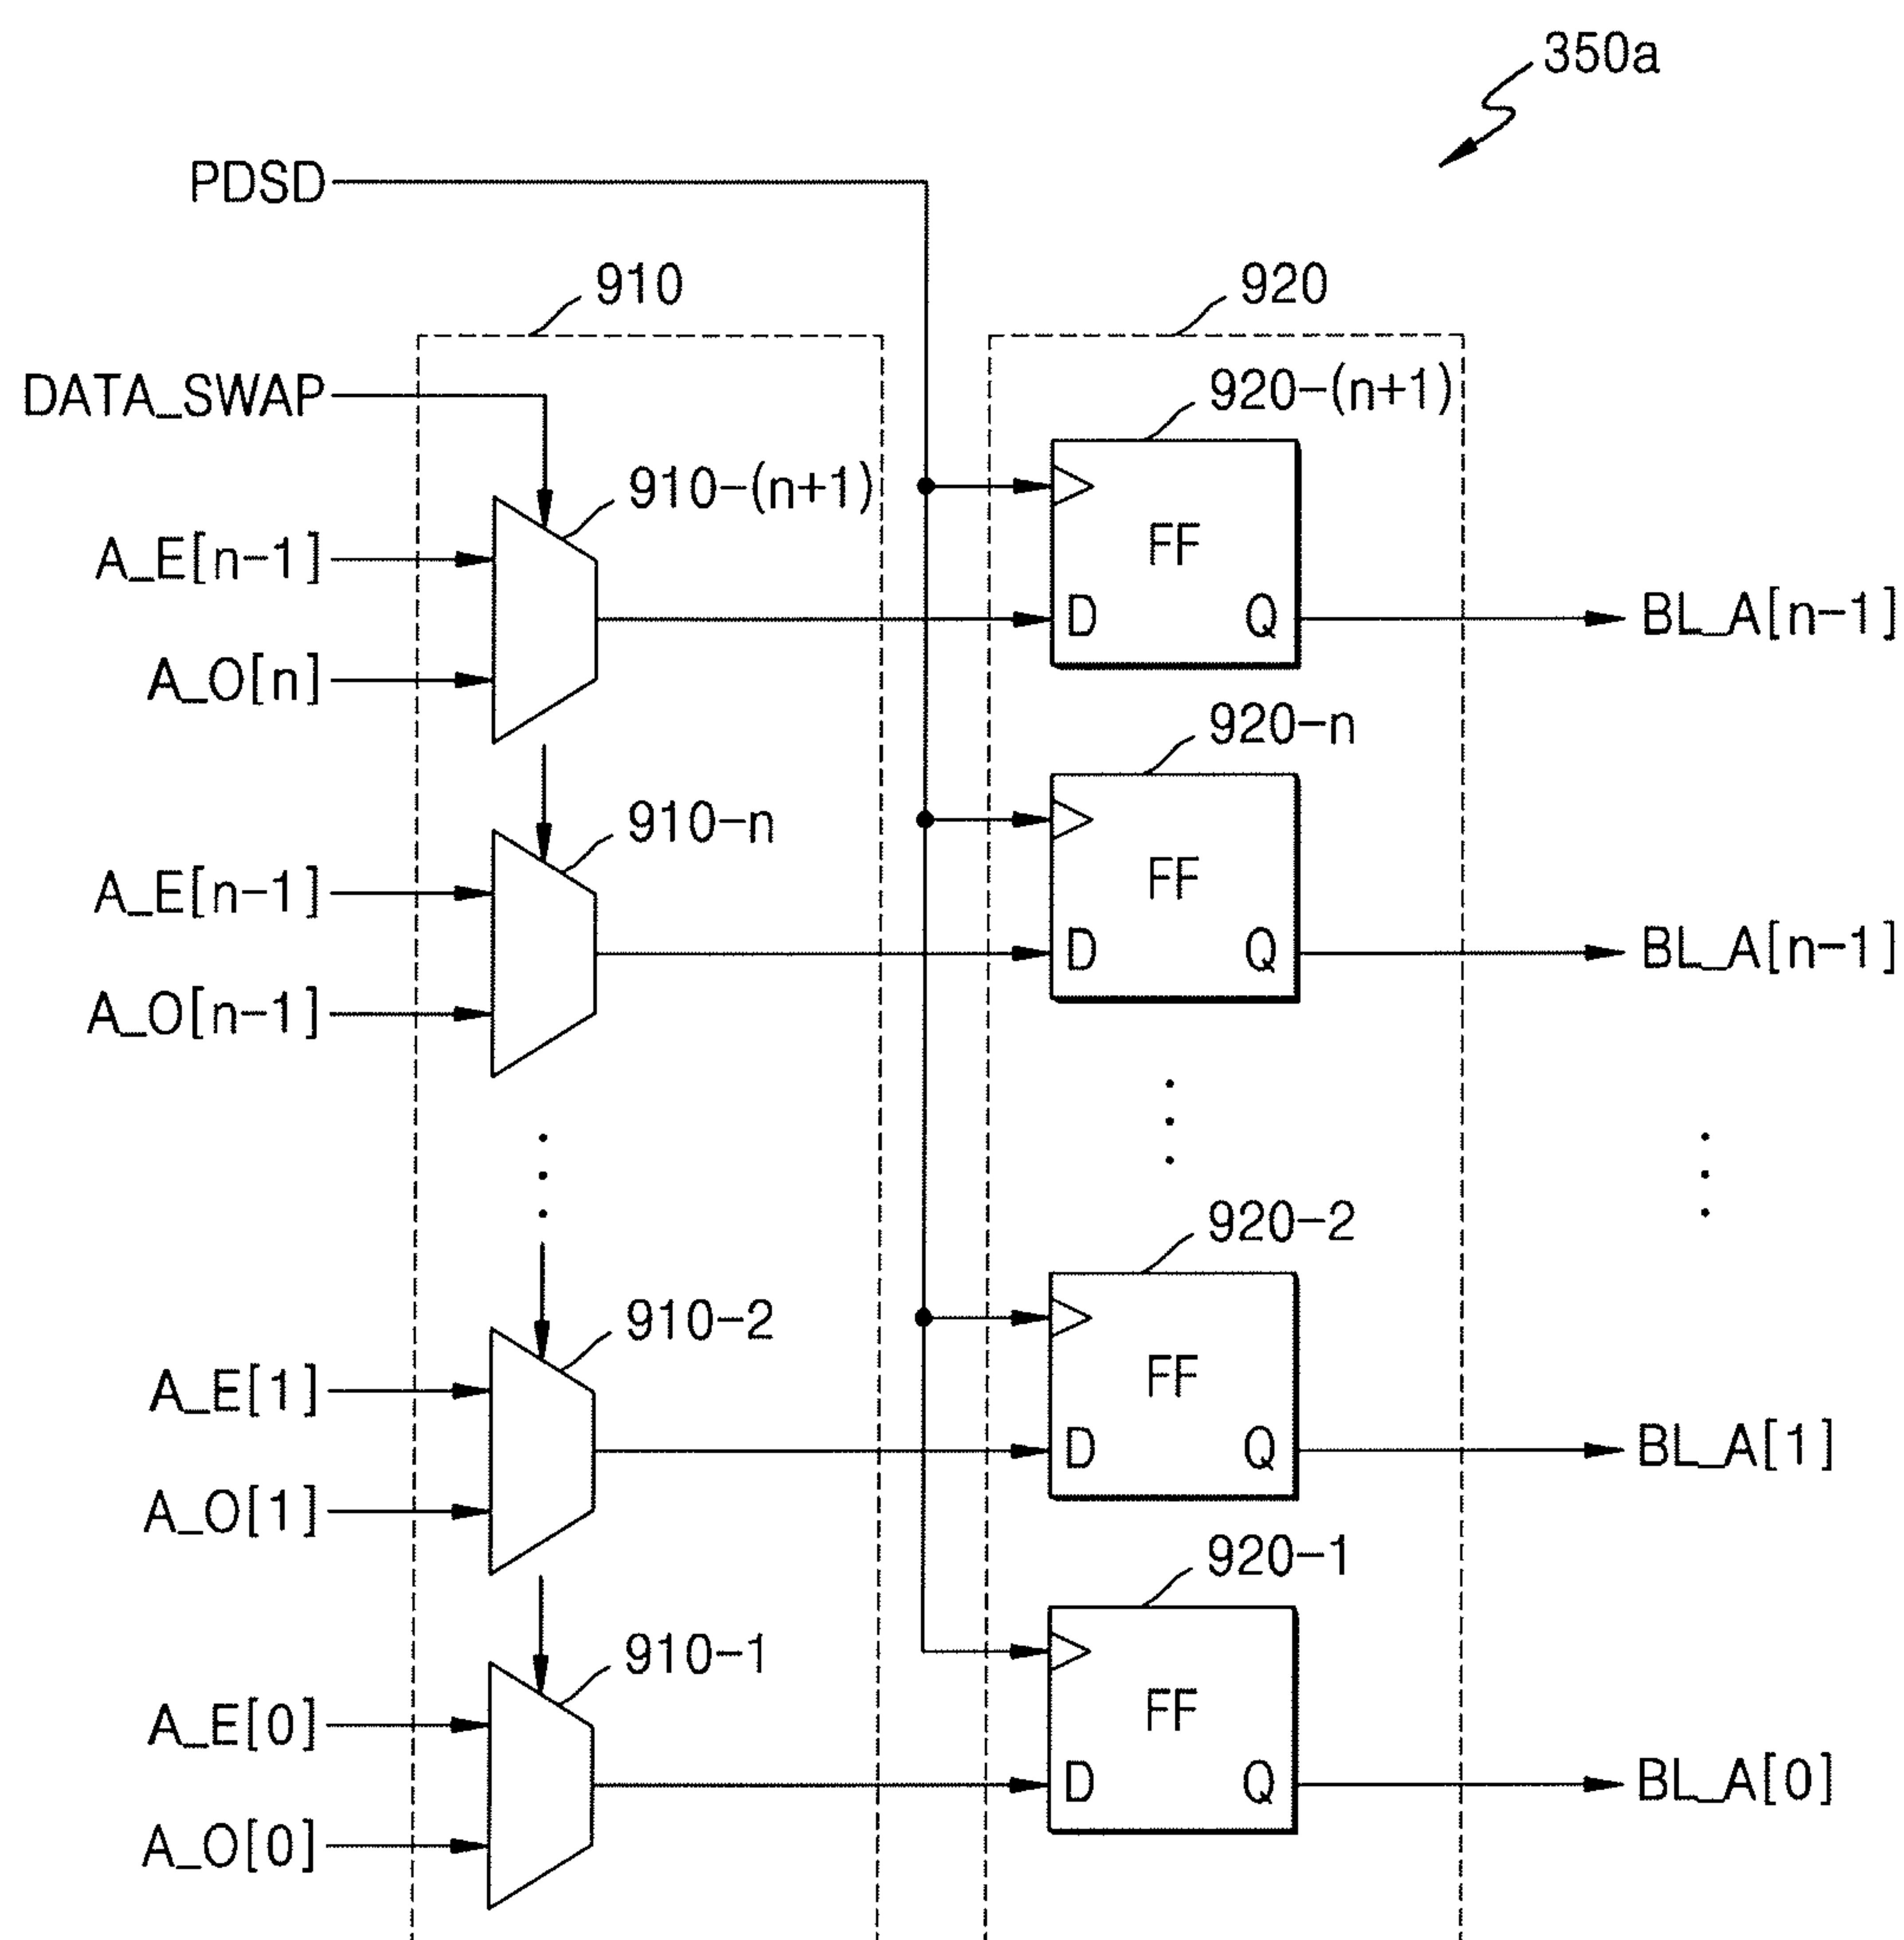 350a
PDSD
910
920
DATA_SWAP
920-(n+1)
910-(n+1)
A_E[n-1]
FF
D
Q
BL_A[n-1]
A_O[n]
920-n
910-n
A_E[n-1]
FF
D
Q
BL_A[n-1]
A_O[n-1]
920-2
910-2
A_E[1]
FF
D
Q
BL_A[1]
A_O[1]
920-1
910-1
A_E[0]
FF
D
Q
BL_A[0]
A_O[0]